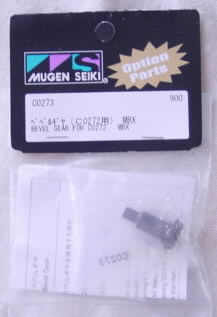 MUGEN SEIKI
Option
Parts
C0273 900
ベベルギヤ (C0272用) MBX
BEVEL GEAR FOR C0272 MBX
C0273